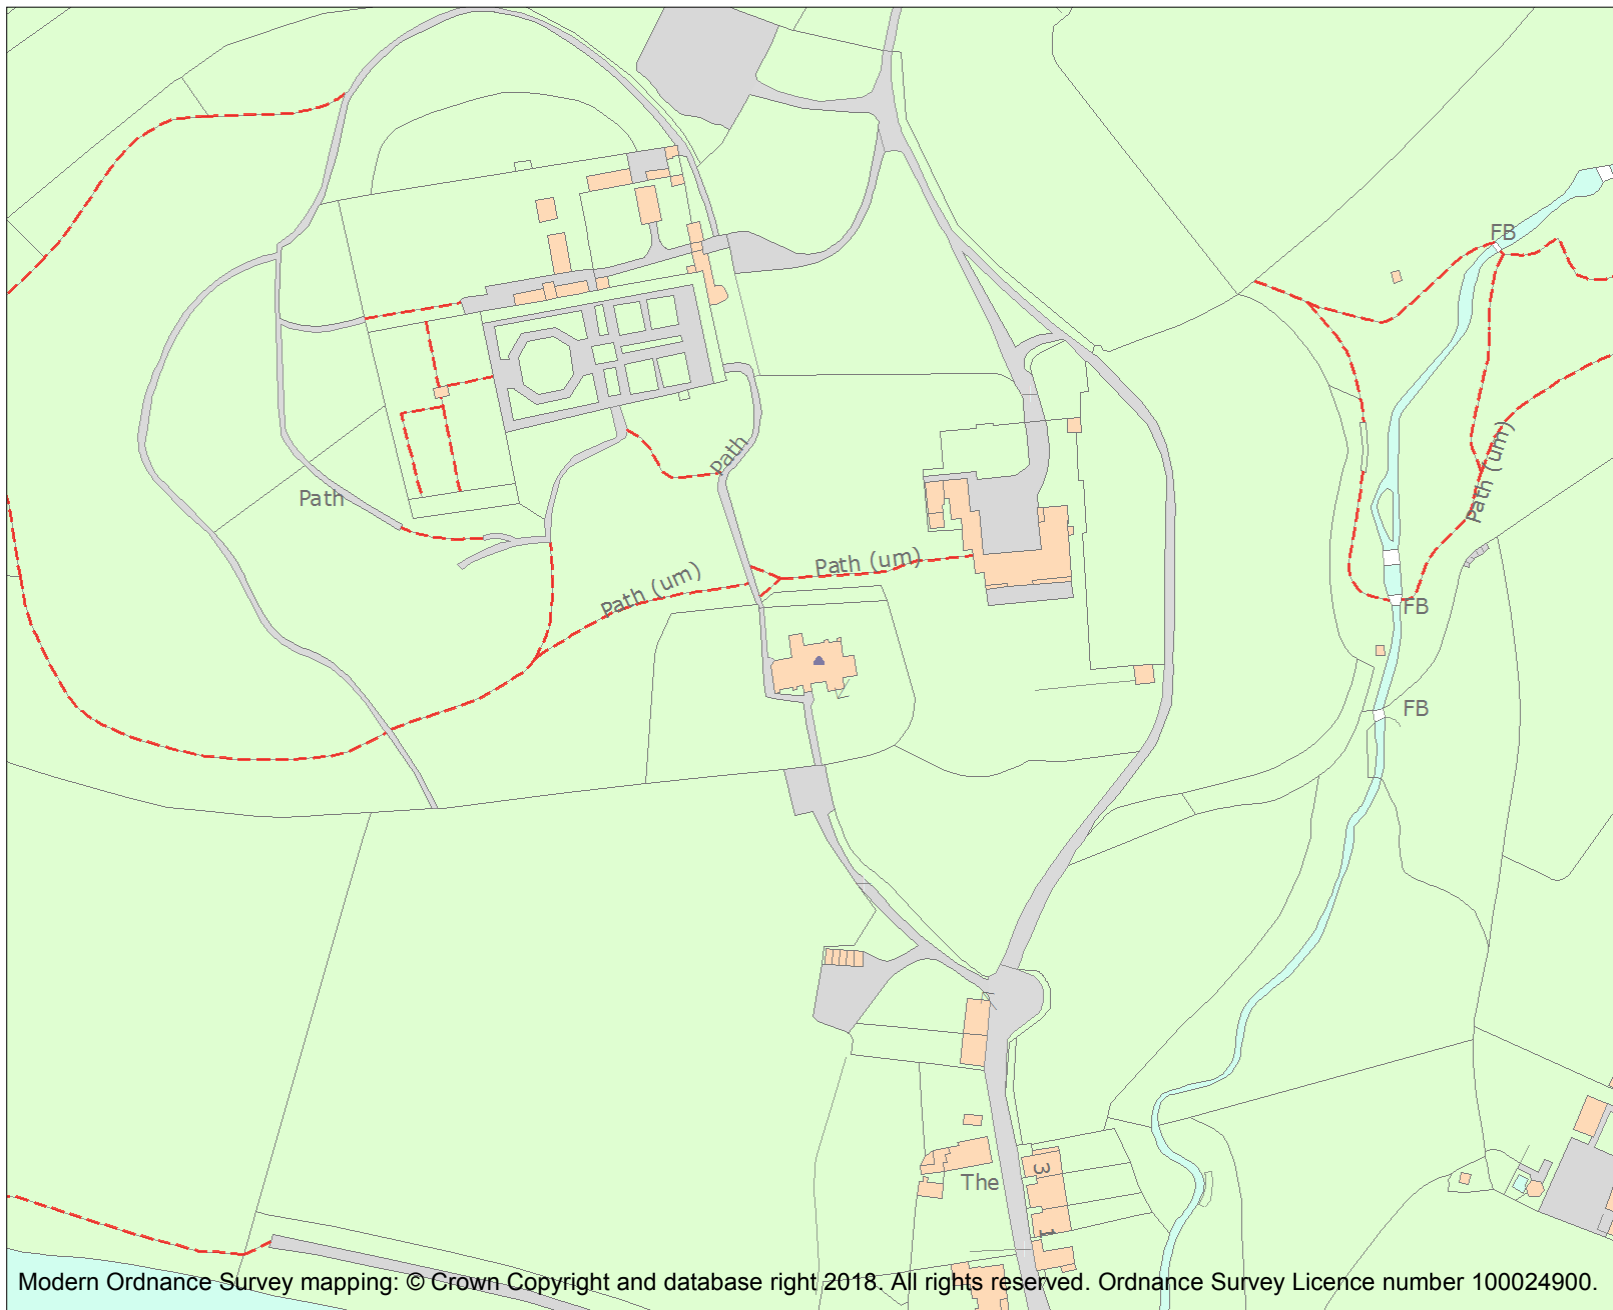 FB
Path
Path
Path (um)
Path (um)
Path (um)
FB
FB
3
The
1
Modern Ordnance Survey mapping: © Crown Copyright and database right 2018. All rights reserved. Ordnance Survey Licence number 100024900.